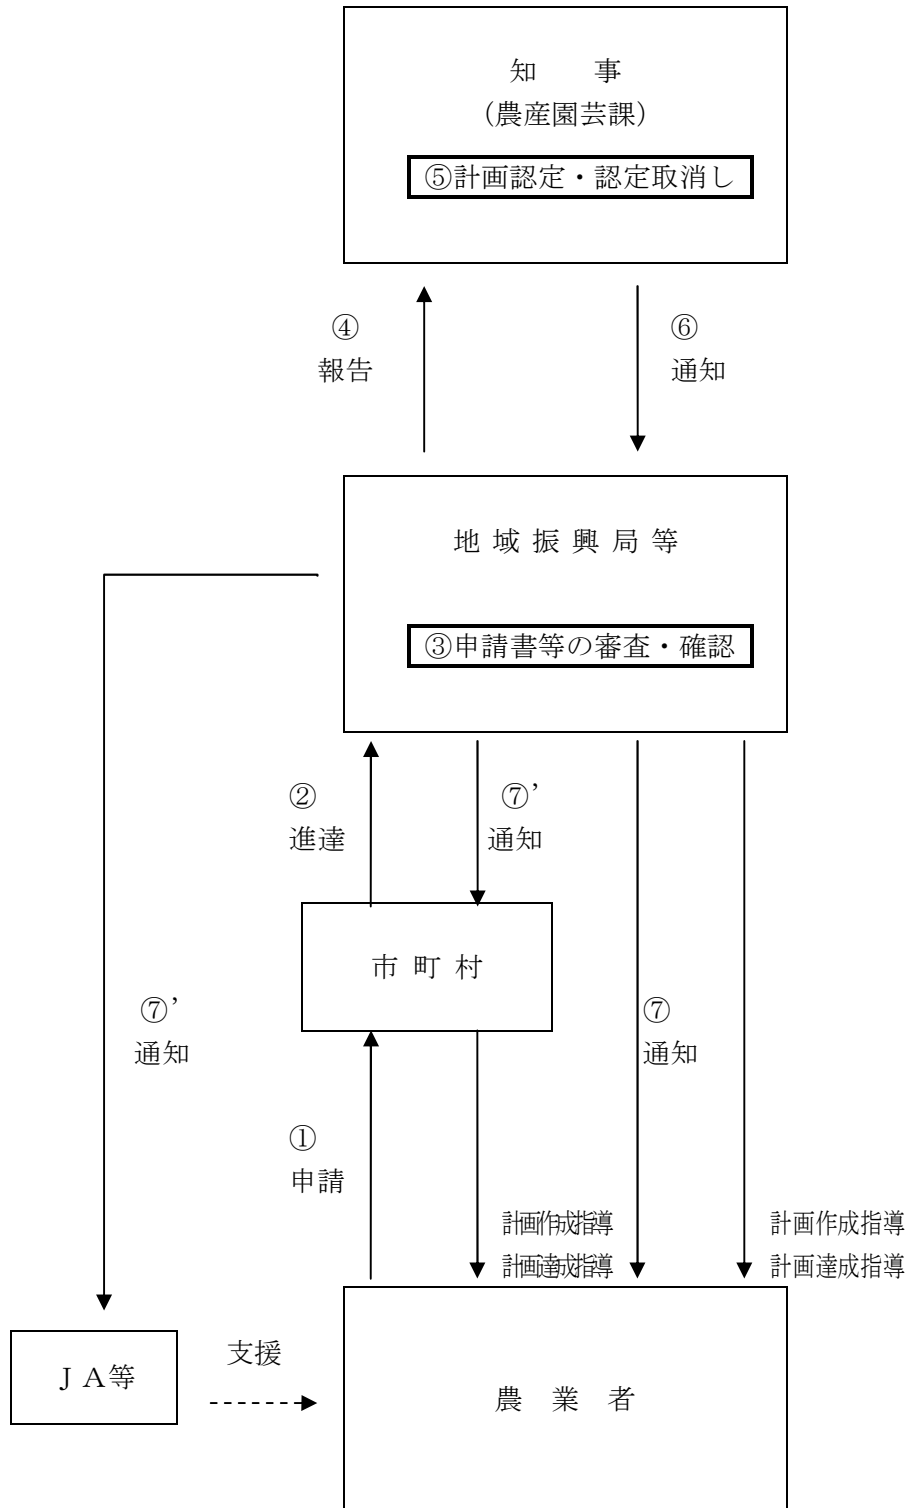 知 事
(農産園芸課)
⑤計画認定・認定取消し
④
報告
⑥
通知
地 域 振 興 局 等
③申請書等の審査・確認
②
進達
⑦’
通知
市 町 村
⑦’
通知
⑦
通知
①
申請
計画作成指導
計画達成指導
計画作成指導
計画達成指導
支援
ＪＡ等
農 業 者